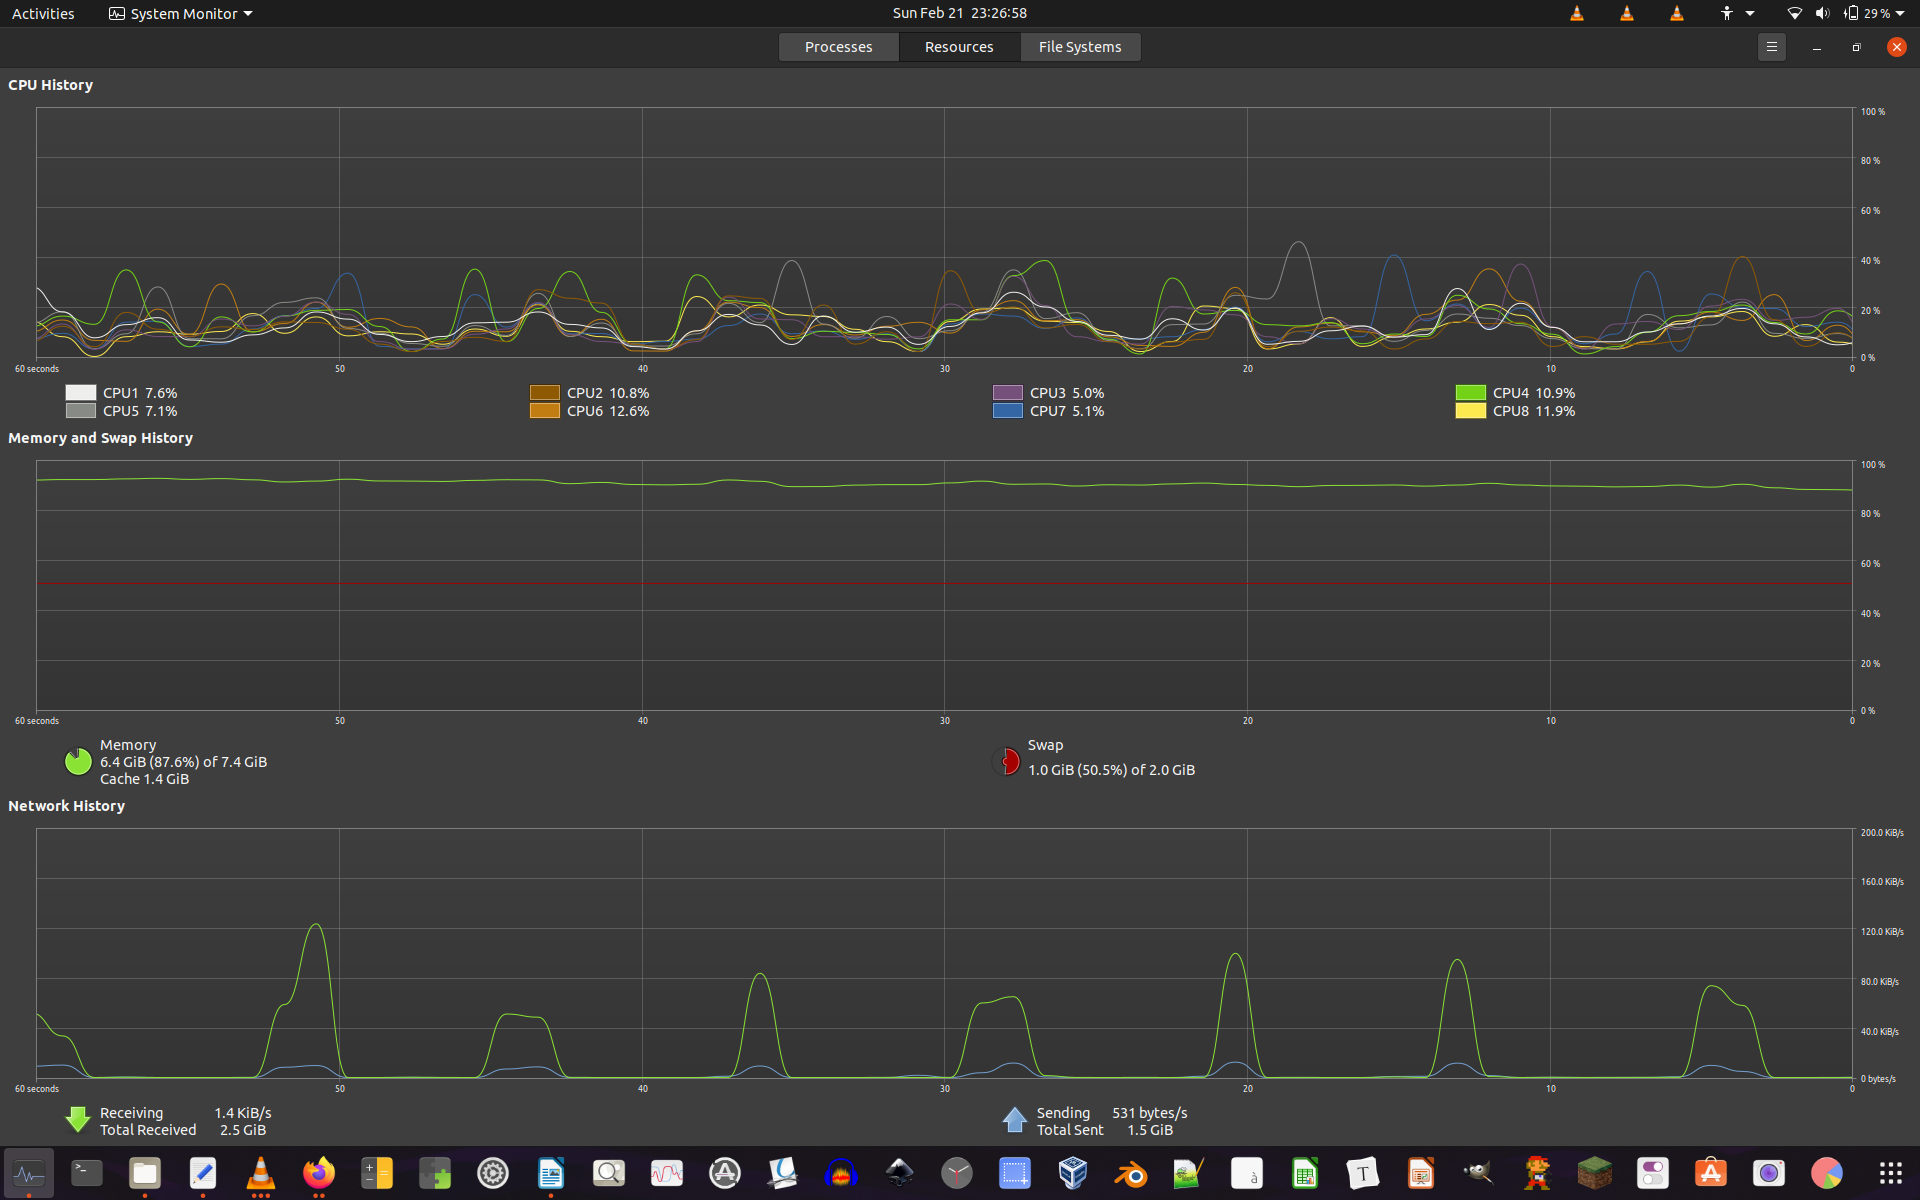 Activities System Monitor Sun Feb 21 23:26:58 29 %
Processes Resources File Systems
CPU History
100 %
80 %
60 %
40 %
20 %
0 %
60 seconds 50 40 30 20 10 0
CPU1 7.6% CPU2 10.8% CPU3 5.0% CPU4 10.9%
CPU5 7.1% CPU6 12.6% CPU7 5.1% CPU8 11.9%
Memory and Swap History
100 %
80 %
60 %
40 %
20 %
0 %
60 seconds 50 40 30 20 10 0
Memory
6.4 GiB (87.6%) of 7.4 GiB
Cache 1.4 GiB
Swap
1.0 GiB (50.5%) of 2.0 GiB
Network History
200.0 KiB/s
160.0 KiB/s
120.0 KiB/s
80.0 KiB/s
40.0 KiB/s
0 bytes/s
60 seconds 50 40 30 20 10 0
Receiving 1.4 KiB/s
Total Received 2.5 GiB
Sending 531 bytes/s
Total Sent 1.5 GiB